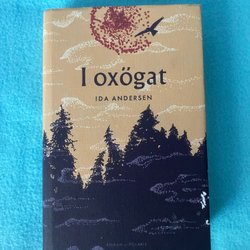 I oxögat
IDA ANDERSEN